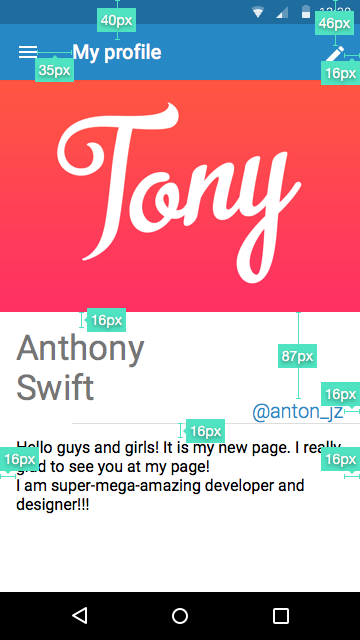 40px
46px
My profile
35px
16px
Tony
16px
Anthony
Swift
87px
16px
@anton_jz
16px
Hello guys and girls! It is my new page. I really
glad to see you at my page!
16px
16px
I am super-mega-amazing developer and
designer!!!